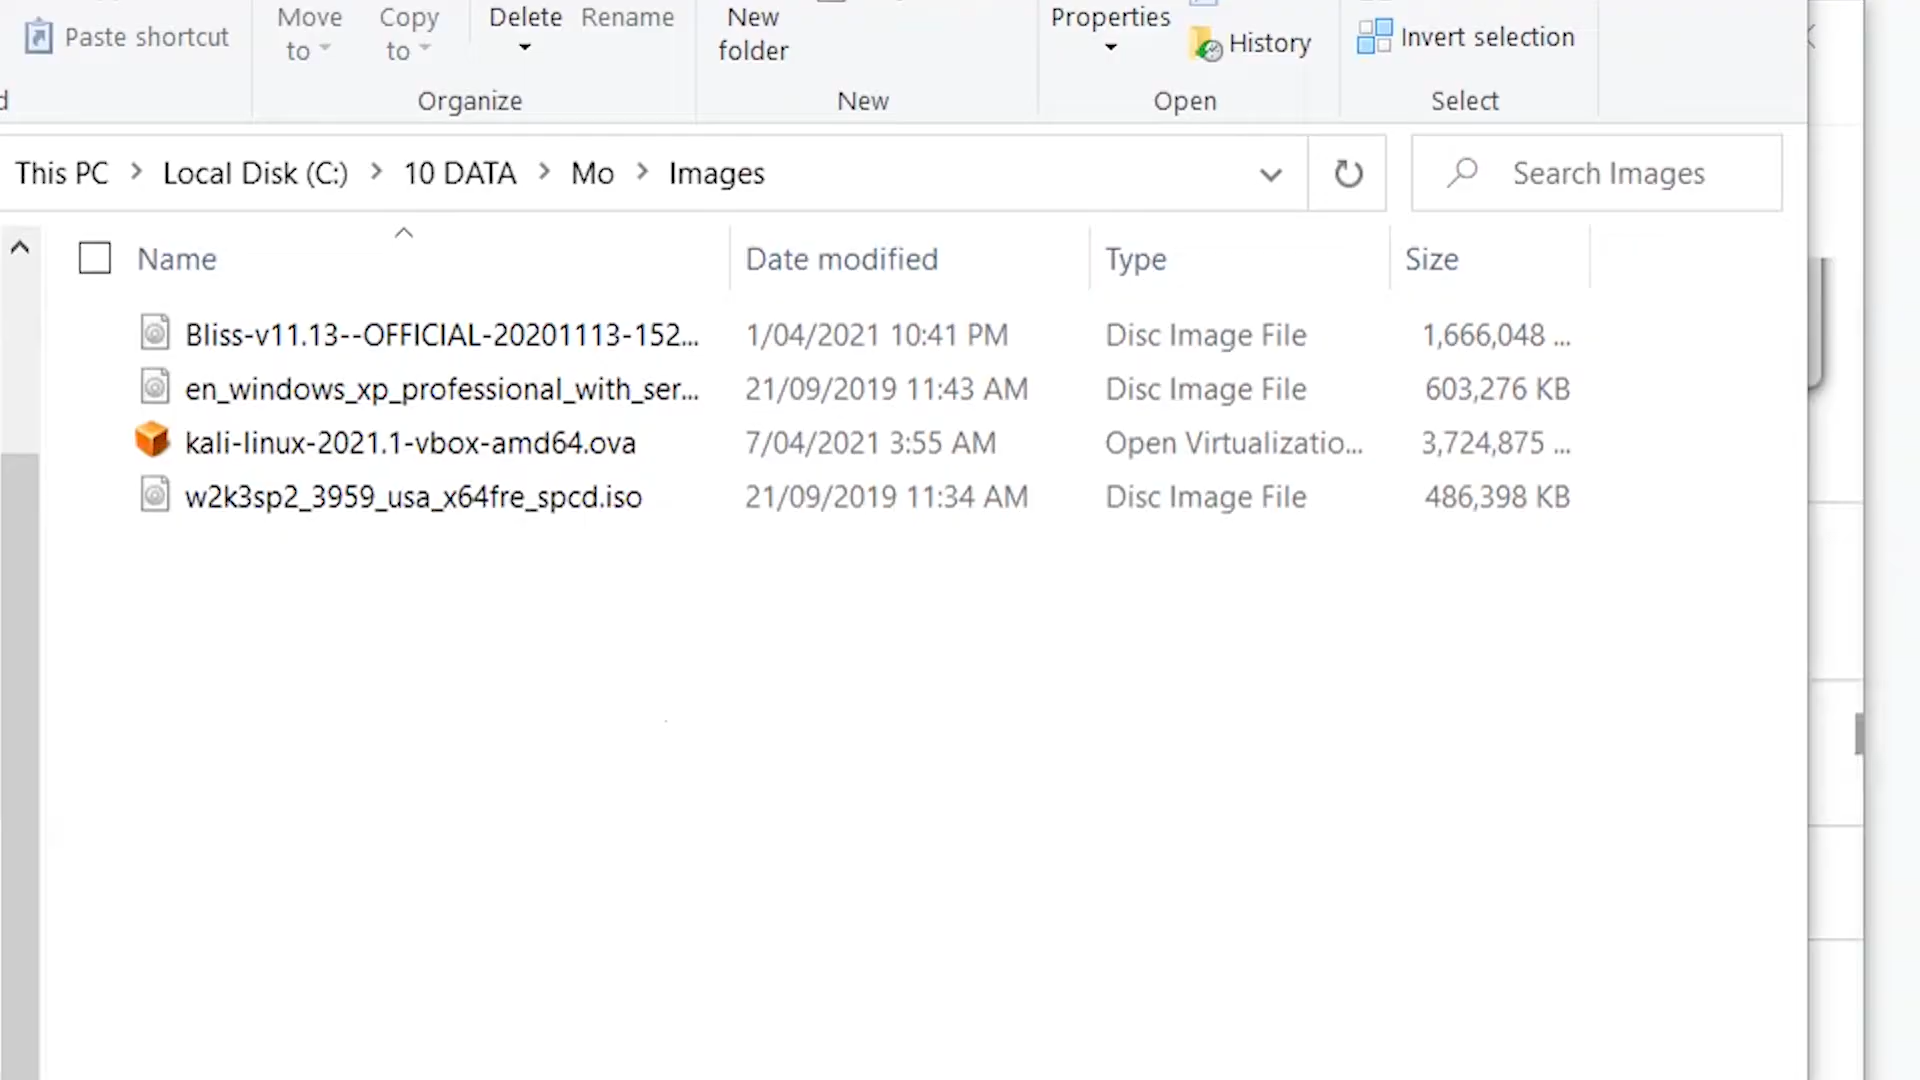 Paste shortcut
Move to
Copy to
Delete
Rename
New folder
Properties
History
Invert selection
Organize
New
Open
Select
This PC > Local Disk (C:) > 10 DATA > Mo > Images
Search Images
Name Date modified Type Size
Bliss-v11.13--OFFICIAL-20201113-152... 1/04/2021 10:41 PM Disc Image File 1,666,048 ...
en_windows_xp_professional_with_ser... 21/09/2019 11:43 AM Disc Image File 603,276 KB
kali-linux-2021.1-vbox-amd64.ova 7/04/2021 3:55 AM Open Virtualizatio... 3,724,875 ...
w2k3sp2_3959_usa_x64fre_spcd.iso 21/09/2019 11:34 AM Disc Image File 486,398 KB